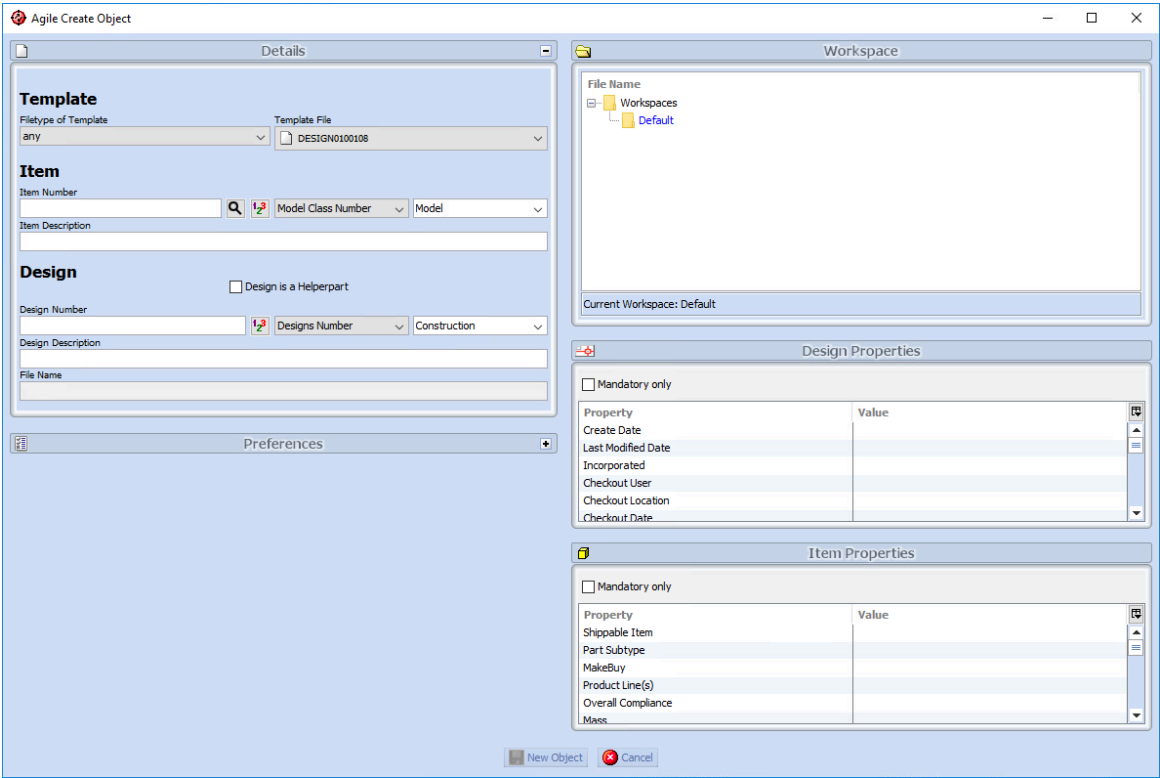 Agile Create Object
Details
Template
Filetype of Template
Template File
any
DESIGN0100108
Item
Item Number
Model Class Number
Model
Item Description
Design
Design is a Helperpart
Design Number
Designs Number
Construction
Design Description
File Name
Preferences
Workspace
File Name
Workspaces
Default
Current Workspace: Default
Design Properties
Mandatory only
Property Value
Create Date
Last Modified Date
Incorporated
Checkout User
Checkout Location
Checkout Date
Item Properties
Mandatory only
Property Value
Shippable Item
Part Subtype
MakeBuy
Product Line(s)
Overall Compliance
Mass
New Object
Cancel